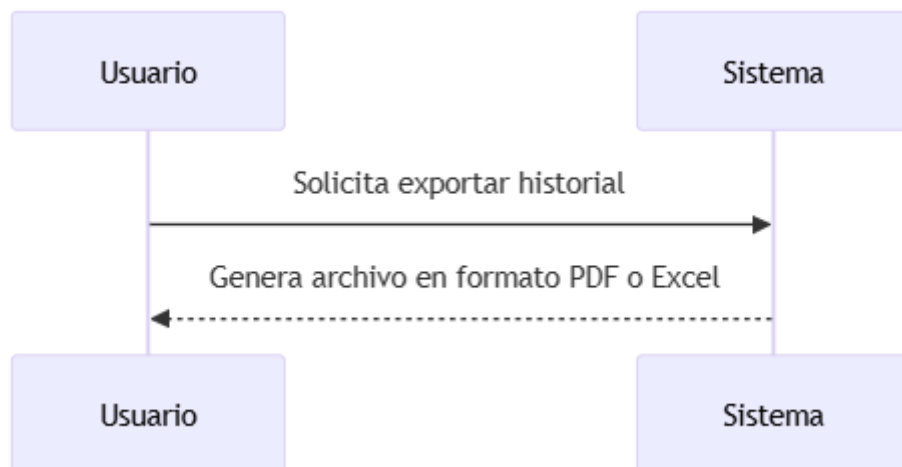 Usuario
Sistema
Solicita exportar historial
Genera archivo en formato PDF o Excel
Usuario
Sistema